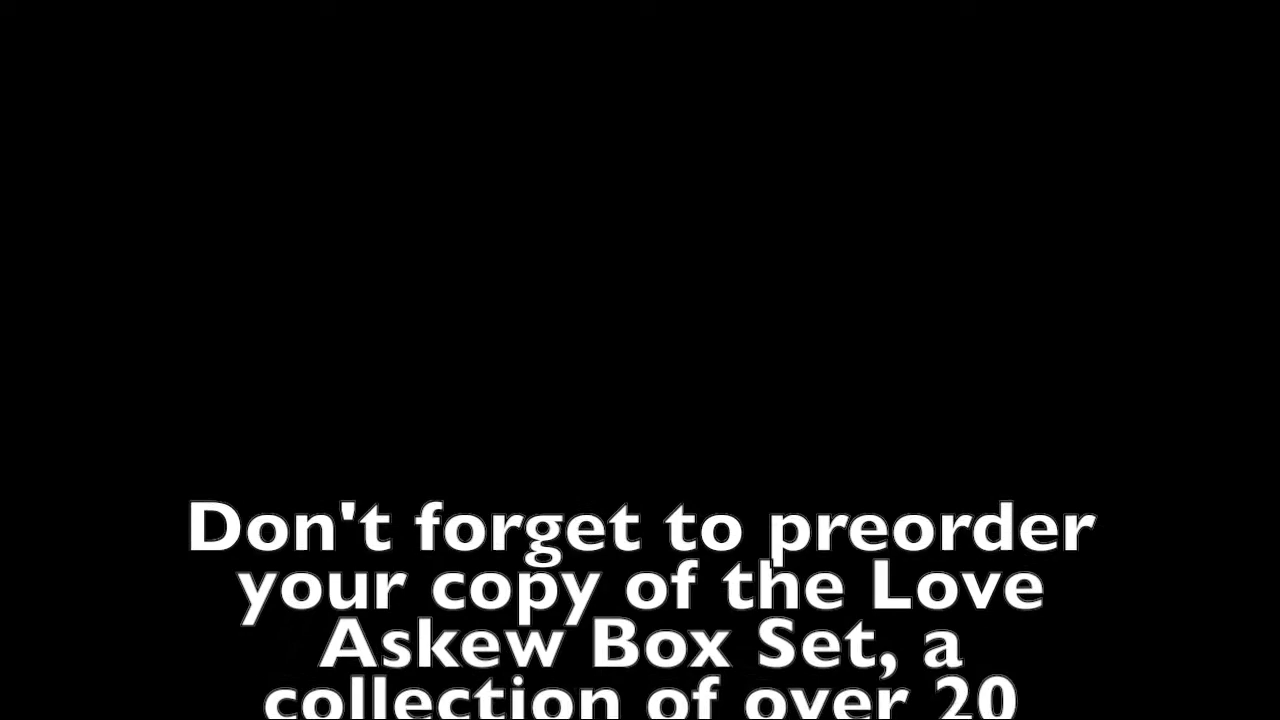 Don't forget to preorder
your copy of the Love
Askew Box Set, a
collection of over 20